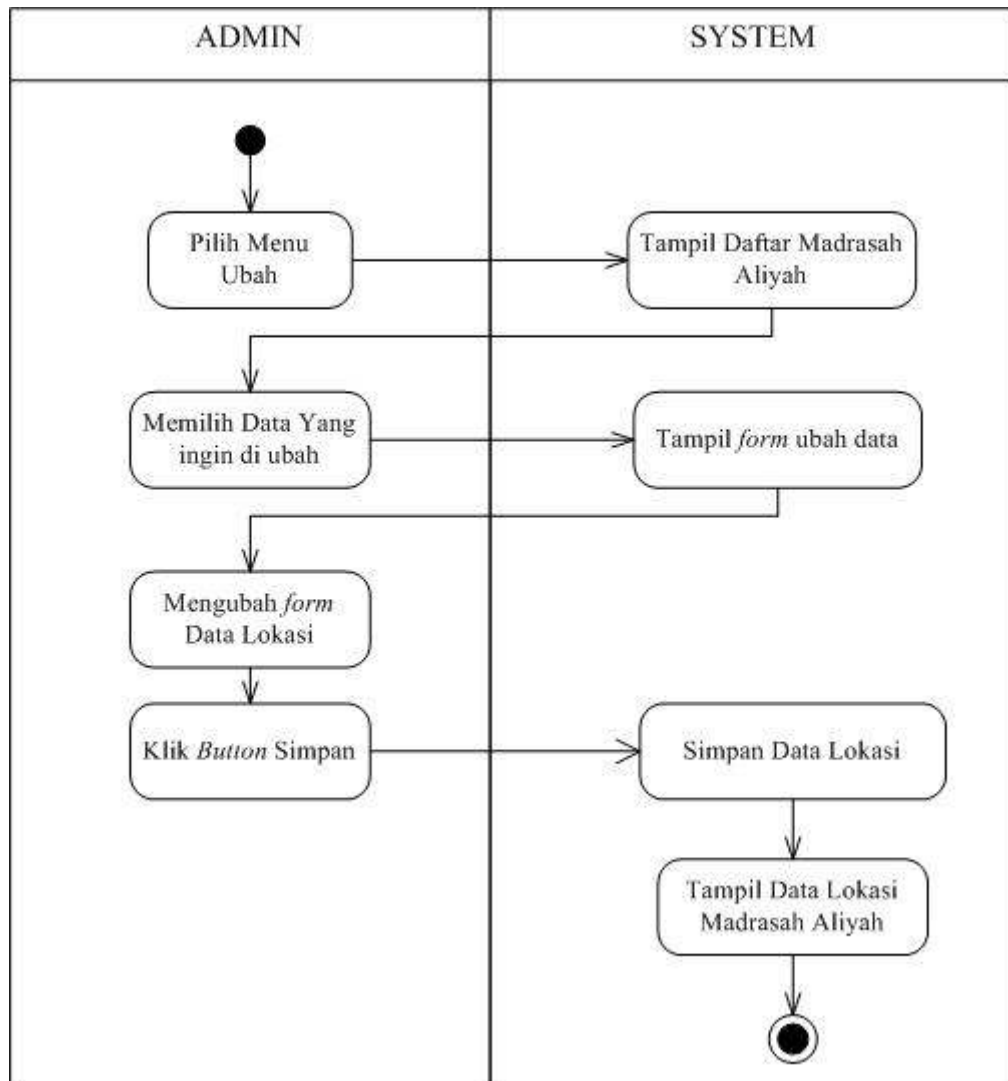 ADMIN
SYSTEM
Pilih Menu
Ubah
Tampil Daftar Madrasah
Aliyah
Memilih Data Yang
ingin di ubah
Tampil form ubah data
Mengubah form
Data Lokasi
Klik Button Simpan
Simpan Data Lokasi
Tampil Data Lokasi
Madrasah Aliyah